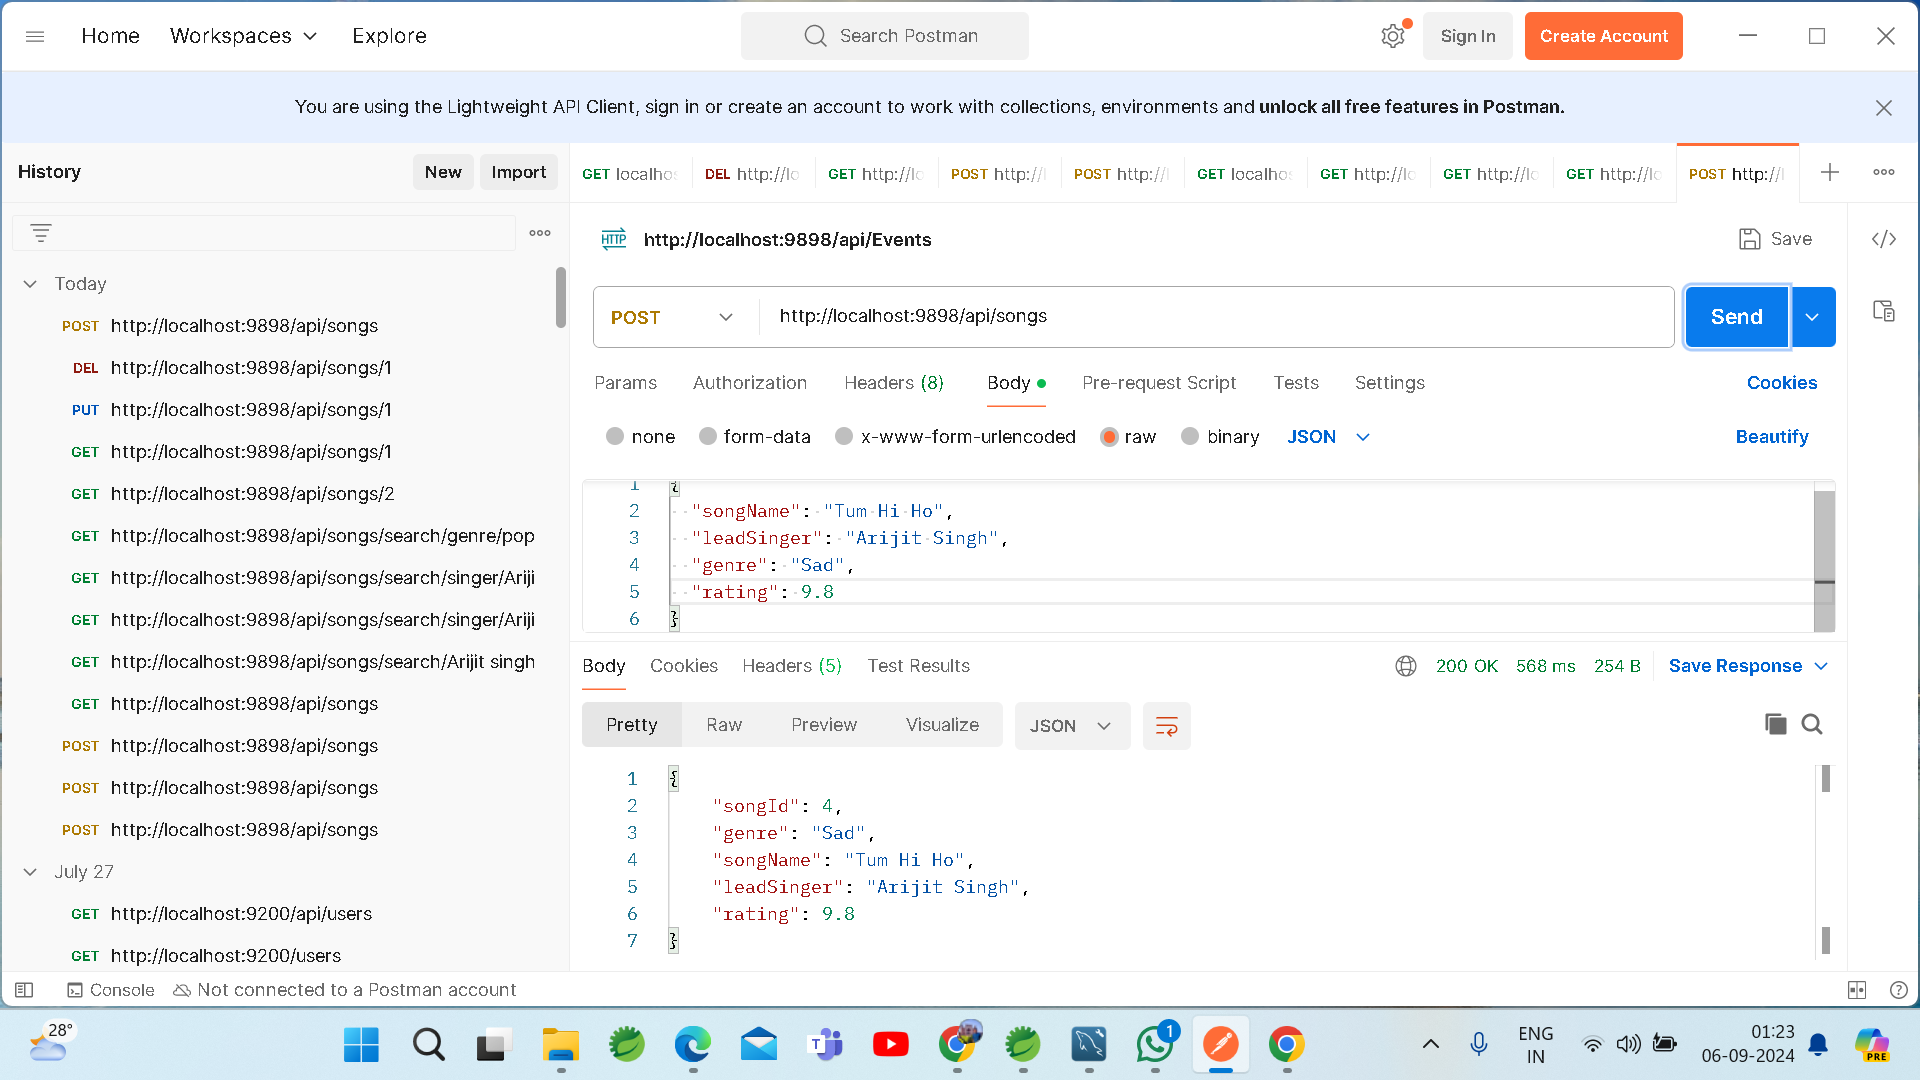 Home Workspaces Explore Search Postman Sign In Create Account
You are using the Lightweight API Client, sign in or create an account to work with collections, environments and unlock all free features in Postman.
History New Import
GET localhos DEL http://lo GET http://lo POST http://l POST http://l GET localhos GET http://lo GET http://lo GET http://lo POST http://l
HTTP http://localhost:9898/api/Events Save
Today
POST http://localhost:9898/api/songs
DEL http://localhost:9898/api/songs/1
PUT http://localhost:9898/api/songs/1
GET http://localhost:9898/api/songs/1
GET http://localhost:9898/api/songs/2
GET http://localhost:9898/api/songs/search/genre/pop
GET http://localhost:9898/api/songs/search/singer/Ariji
GET http://localhost:9898/api/songs/search/singer/Ariji
GET http://localhost:9898/api/songs/search/Arijit singh
GET http://localhost:9898/api/songs
POST http://localhost:9898/api/songs
POST http://localhost:9898/api/songs
POST http://localhost:9898/api/songs
July 27
GET http://localhost:9200/api/users
GET http://localhost:9200/users
POST http://localhost:9898/api/songs Send
Params Authorization Headers (8) Body Pre-request Script Tests Settings Cookies
none form-data x-www-form-urlencoded raw binary JSON Beautify
1 {
2 "songName": "Tum Hi Ho",
3 "leadSinger": "Arijit Singh",
4 "genre": "Sad",
5 "rating": 9.8
6 }
Body Cookies Headers (5) Test Results 200 OK 568 ms 254 B Save Response
Pretty Raw Preview Visualize JSON
1 {
2 "songId": 4,
3 "genre": "Sad",
4 "songName": "Tum Hi Ho",
5 "leadSinger": "Arijit Singh",
6 "rating": 9.8
7 }
Console Not connected to a Postman account
28°
T
1
ENG
IN
01:23
06-09-2024
PRE